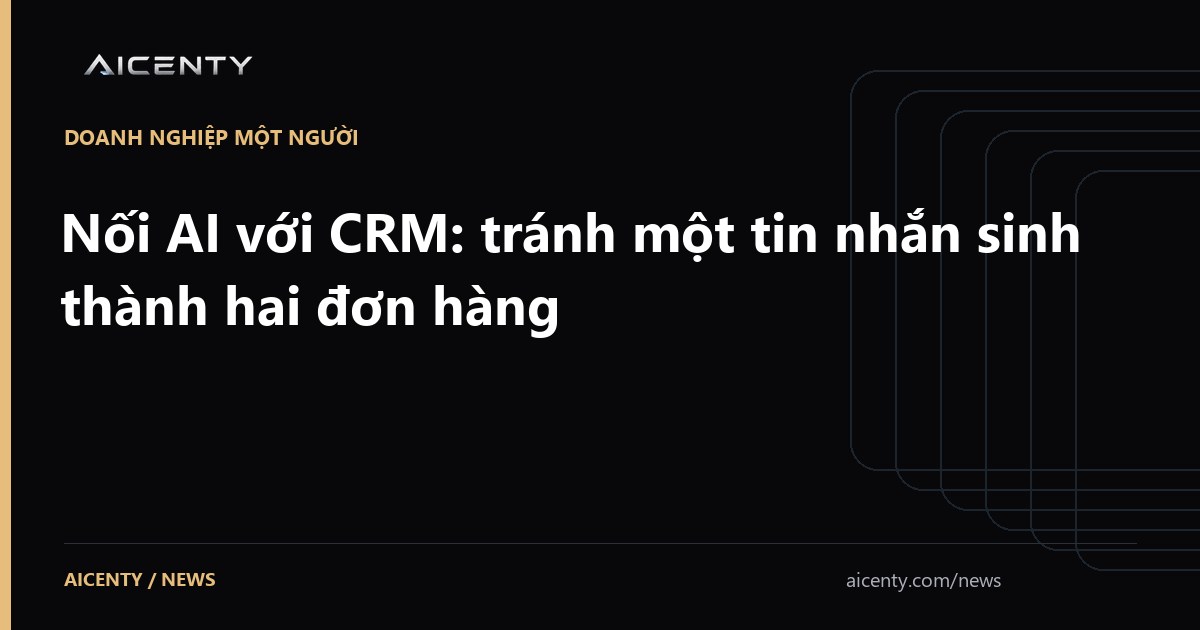 AICENTY
DOANH NGHIỆP MỘT NGƯỜI
Nối AI với CRM: tránh một tin nhắn sinh
thành hai đơn hàng
AICENTY / NEWS
aicenty.com/news